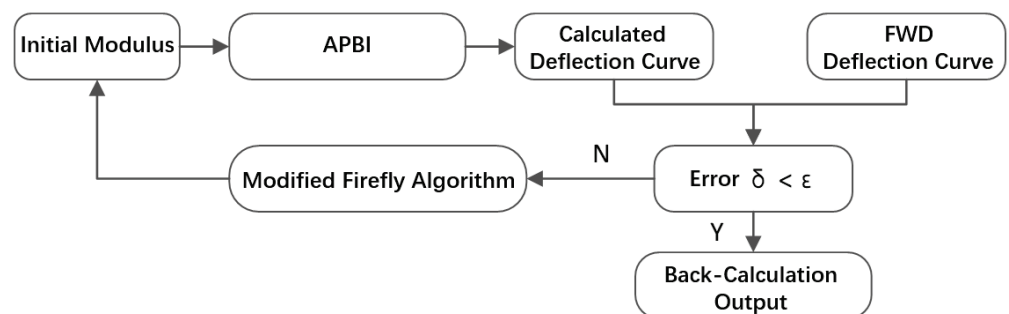 Initial Modulus
APBI
Calculated
Deflection Curve
FWD
Deflection Curve
N
Modified Firefly Algorithm
Error δ < ε
Y
Back-Calculation
Output